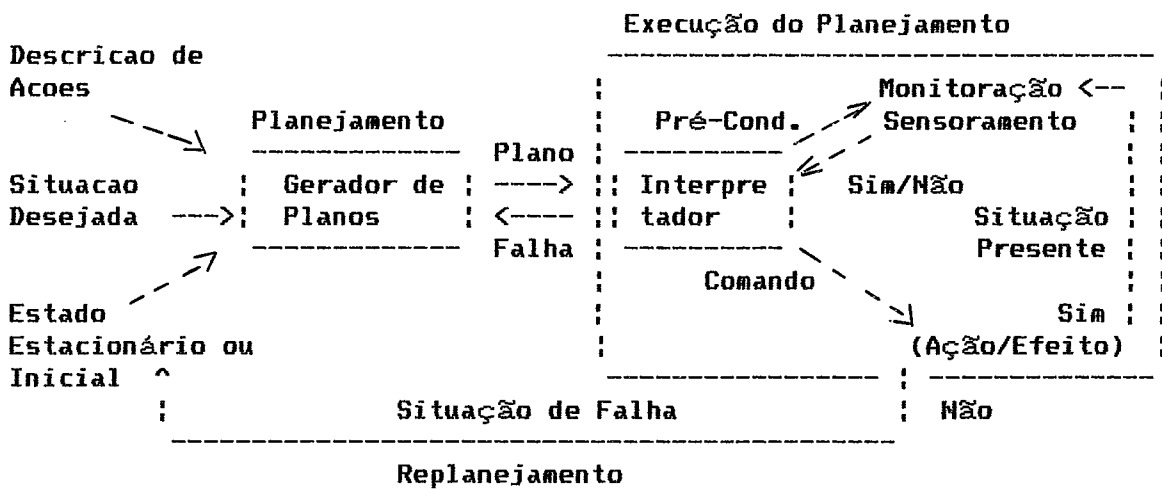 Execução do Planejamento
Descricao de
Acoes
Monitoração <--
Planejamento
Pré-Cond.
Sensoramento
Plano
Situacao
Gerador de
---->
Interpre
Sim/Não
Desejada --->
Planos
<----
tador
Situação
Falha
Presente
Comando
Estado
Sim
Estacionário ou
(Ação/Efeito)
Inicial ^
Situação de Falha
Não
Replanejamento